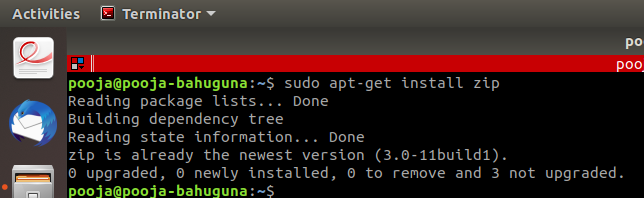 Activities Terminator
po
poo
pooja@pooja-bahuguna:~$ sudo apt-get install zip
Reading package lists... Done
Building dependency tree
Reading state information... Done
zip is already the newest version (3.0-11build1).
0 upgraded, 0 newly installed, 0 to remove and 3 not upgraded.
pooja@pooja-bahuguna:~$